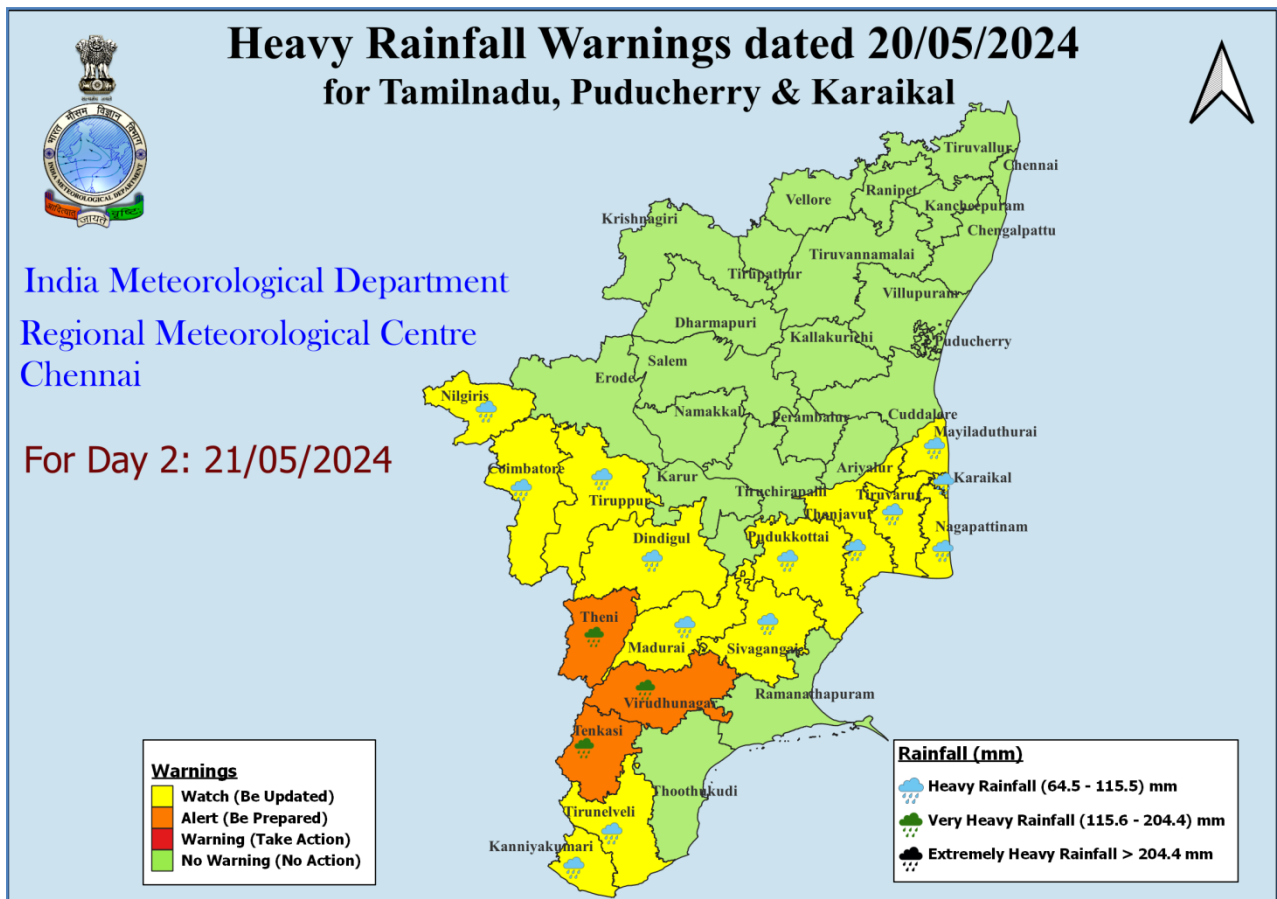 Heavy Rainfall Warnings dated 20/05/2024
for Tamilnadu, Puducherry & Karaikal
भारत मौसम विज्ञान विभाग
INDIA METEOROLOGICAL DEPARTMENT
आदित्यात् जायते वृष्टिः
India Meteorological Department
Regional Meteorological Centre
Chennai
For Day 2: 21/05/2024
Tiruvallur
Chennai
Ranipet
Vellore
Kancheepuram
Krishnagiri
Chengalpattu
Tiruvannamalai
Tirupathur
Villupuram
Dharmapuri
Kallakurichi
Puducherry
Salem
Erode
Nilgiris
Namakkal
Perambalur
Cuddalore
Mayiladuthurai
Coimbatore
Karur
Ariyalur
Karaikal
Tiruppur
Tiruchirapalli
Tiruvarur
Thanjavur
Nagapattinam
Dindigul
Pudukkottai
Theni
Madurai
Sivagangai
Ramanathapuram
Virudhunagar
Tenkasi
Thoothukudi
Tirunelveli
Kanniyakumari
Warnings
Watch (Be Updated)
Alert (Be Prepared)
Warning (Take Action)
No Warning (No Action)
Rainfall (mm)
Heavy Rainfall (64.5 - 115.5) mm
Very Heavy Rainfall (115.6 - 204.4) mm
Extremely Heavy Rainfall > 204.4 mm